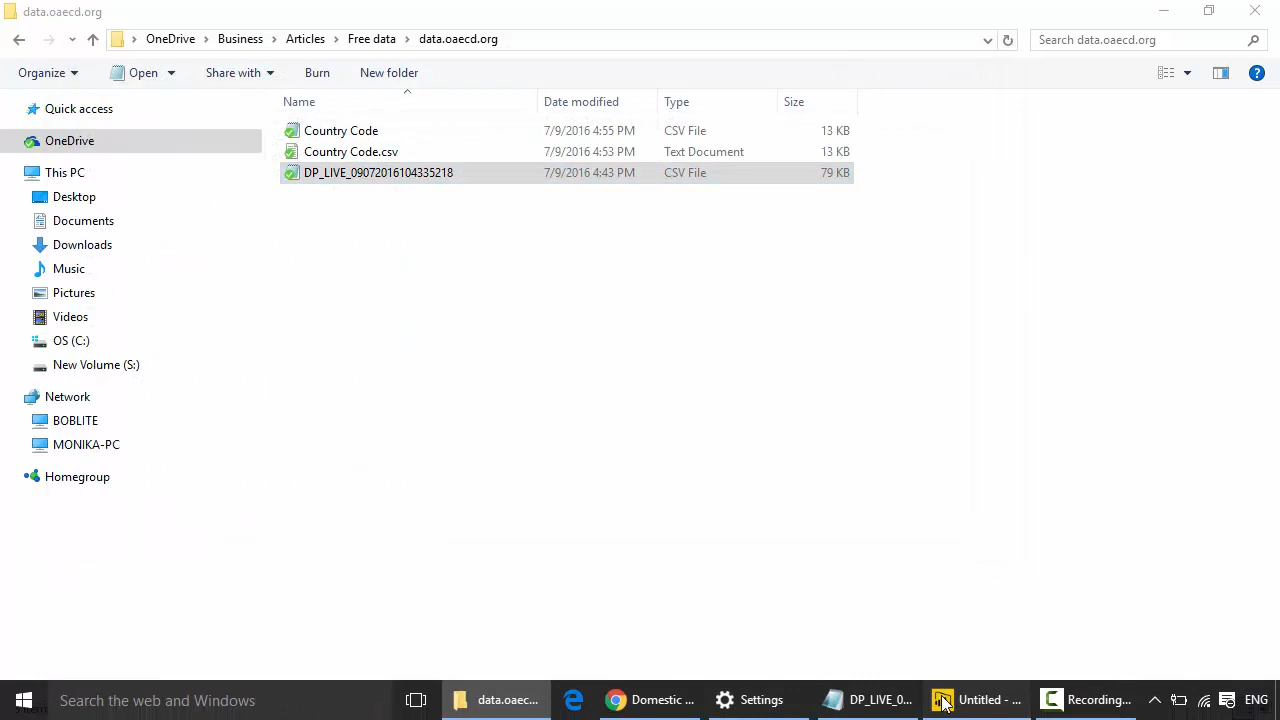 data.oaecd.org
OneDrive Business Articles Free data data.oaecd.org
Search data.oaecd.org
Organize Open Share with Burn New folder
Name Date modified Type Size
Quick access
OneDrive
This PC
Desktop
Documents
Downloads
Music
Pictures
Videos
OS (C:)
New Volume (S:)
Network
BOBLITE
MONIKA-PC
Homegroup
Country Code 7/9/2016 4:55 PM CSV File 13 KB
Country Code.csv 7/9/2016 4:53 PM Text Document 13 KB
DP_LIVE_09072016104335218 7/9/2016 4:43 PM CSV File 79 KB
Search the web and Windows
data.oaec... Domestic ... Settings DP_LIVE_0... Untitled - ... Recording... ENG